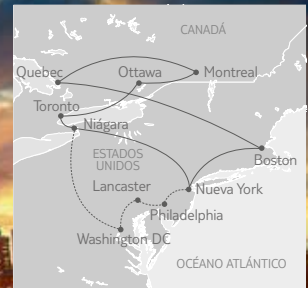 CANADÁ
Quebec
Ottawa
Montreal
Toronto
Niágara
ESTADOS
UNIDOS
Boston
Lancaster
Nueva York
Philadelphia
Washington DC
OCÉANO ATLÁNTICO